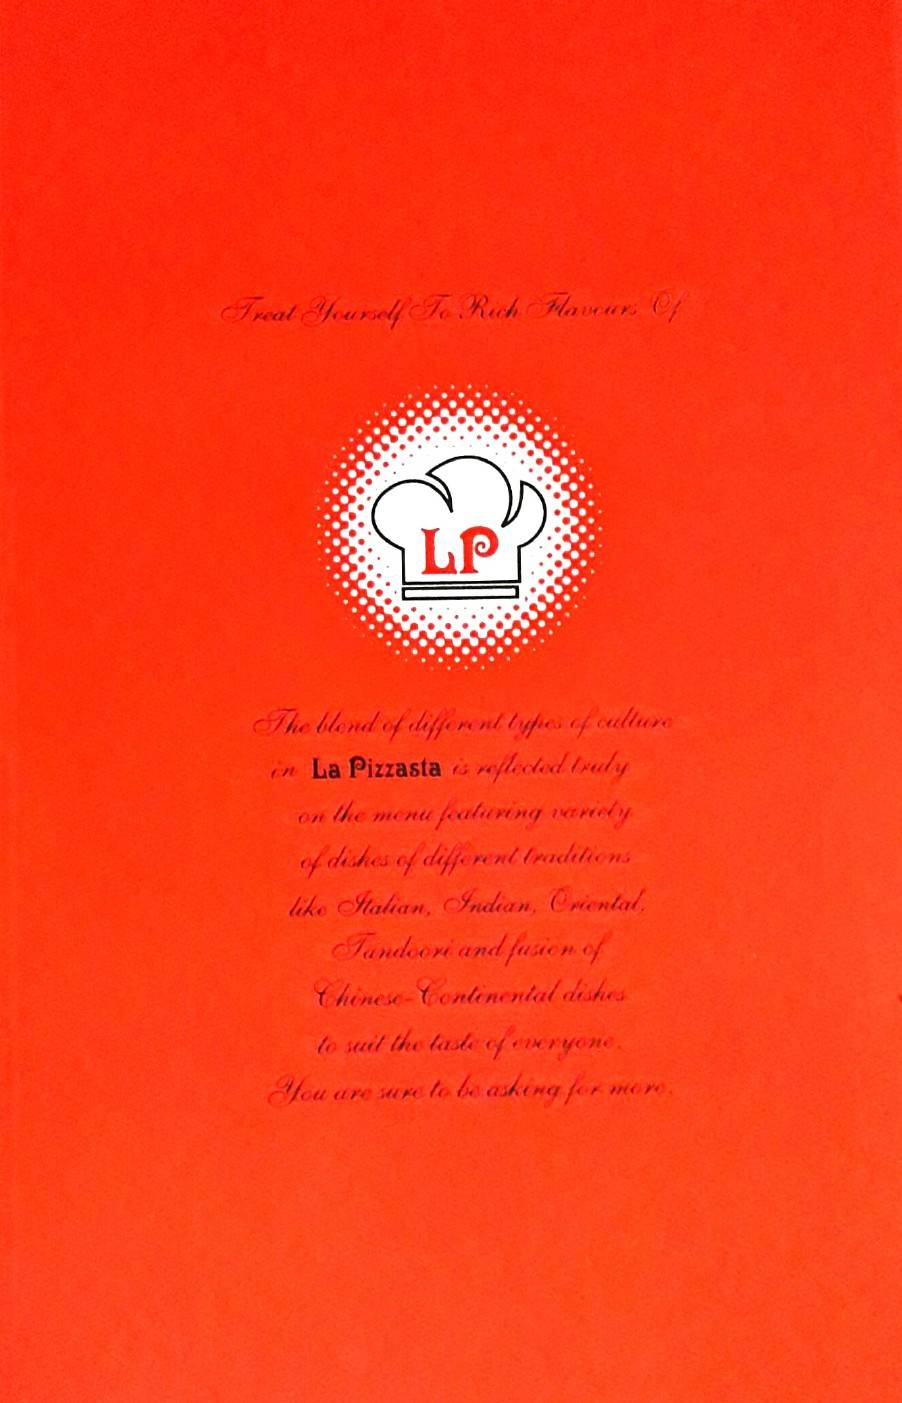 Treat Yourself To Rich Flavours Of
LP
The blend of different types of culture
in La Pizzasta is reflected truly
on the menu featuring variety
of dishes of different traditions
like Italian, Indian, Oriental,
Tandoori and fusion of
Chinese-Continental dishes
to suit the taste of everyone.
You are sure to be asking for more.